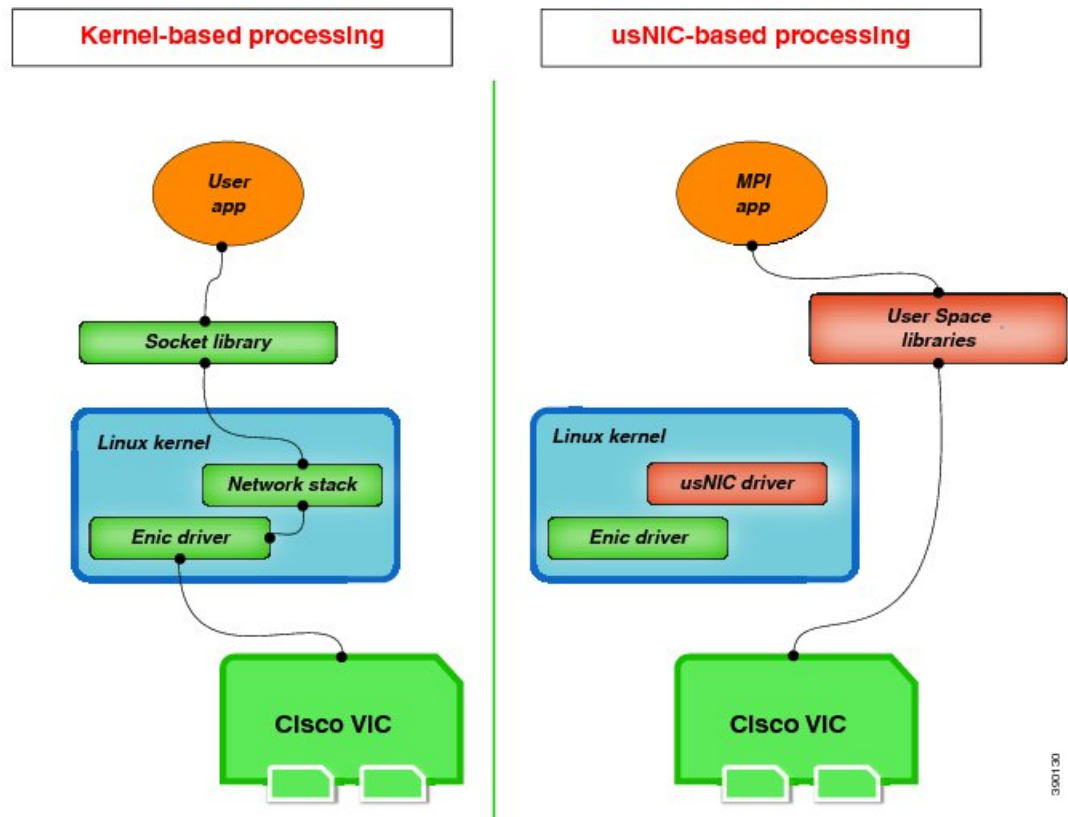 Kernel-based processing
usNIC-based processing
User
app
Socket library
Linux kernel
Network stack
Enic driver
Cisco VIC
MPI
app
User Space
libraries
Linux kernel
usNIC driver
Enic driver
Cisco VIC
390130